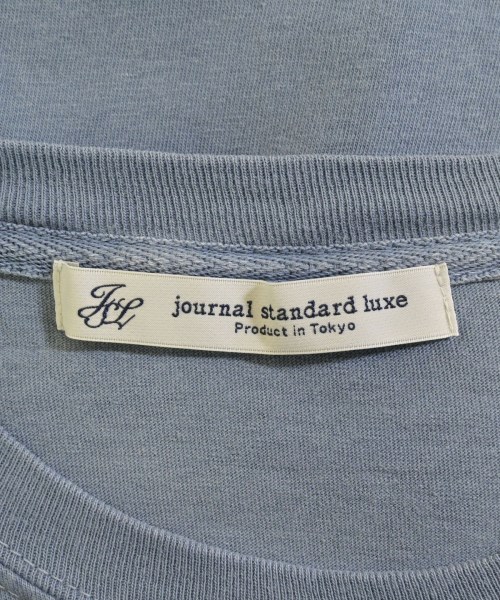 JSL
journal standard luxe
Product in Tokyo